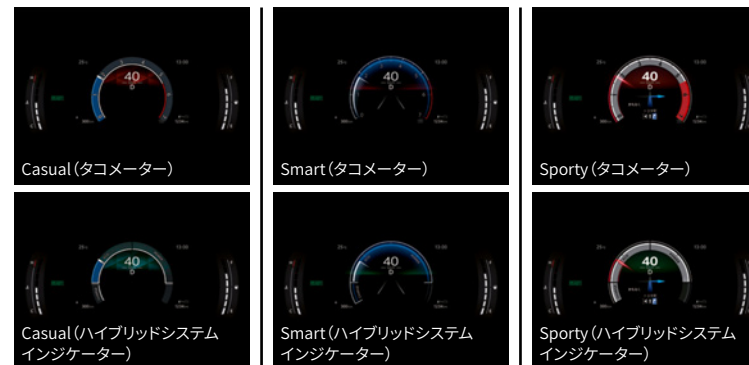 40
D
Casual(タコメーター)
40
D
Smart(タコメーター)
40
D
Sporty(タコメーター)
40
D
Casual(ハイブリッドシステム
インジケーター)
40
D
Smart(ハイブリッドシステム
インジケーター)
40
D
Sporty(ハイブリッドシステム
インジケーター)